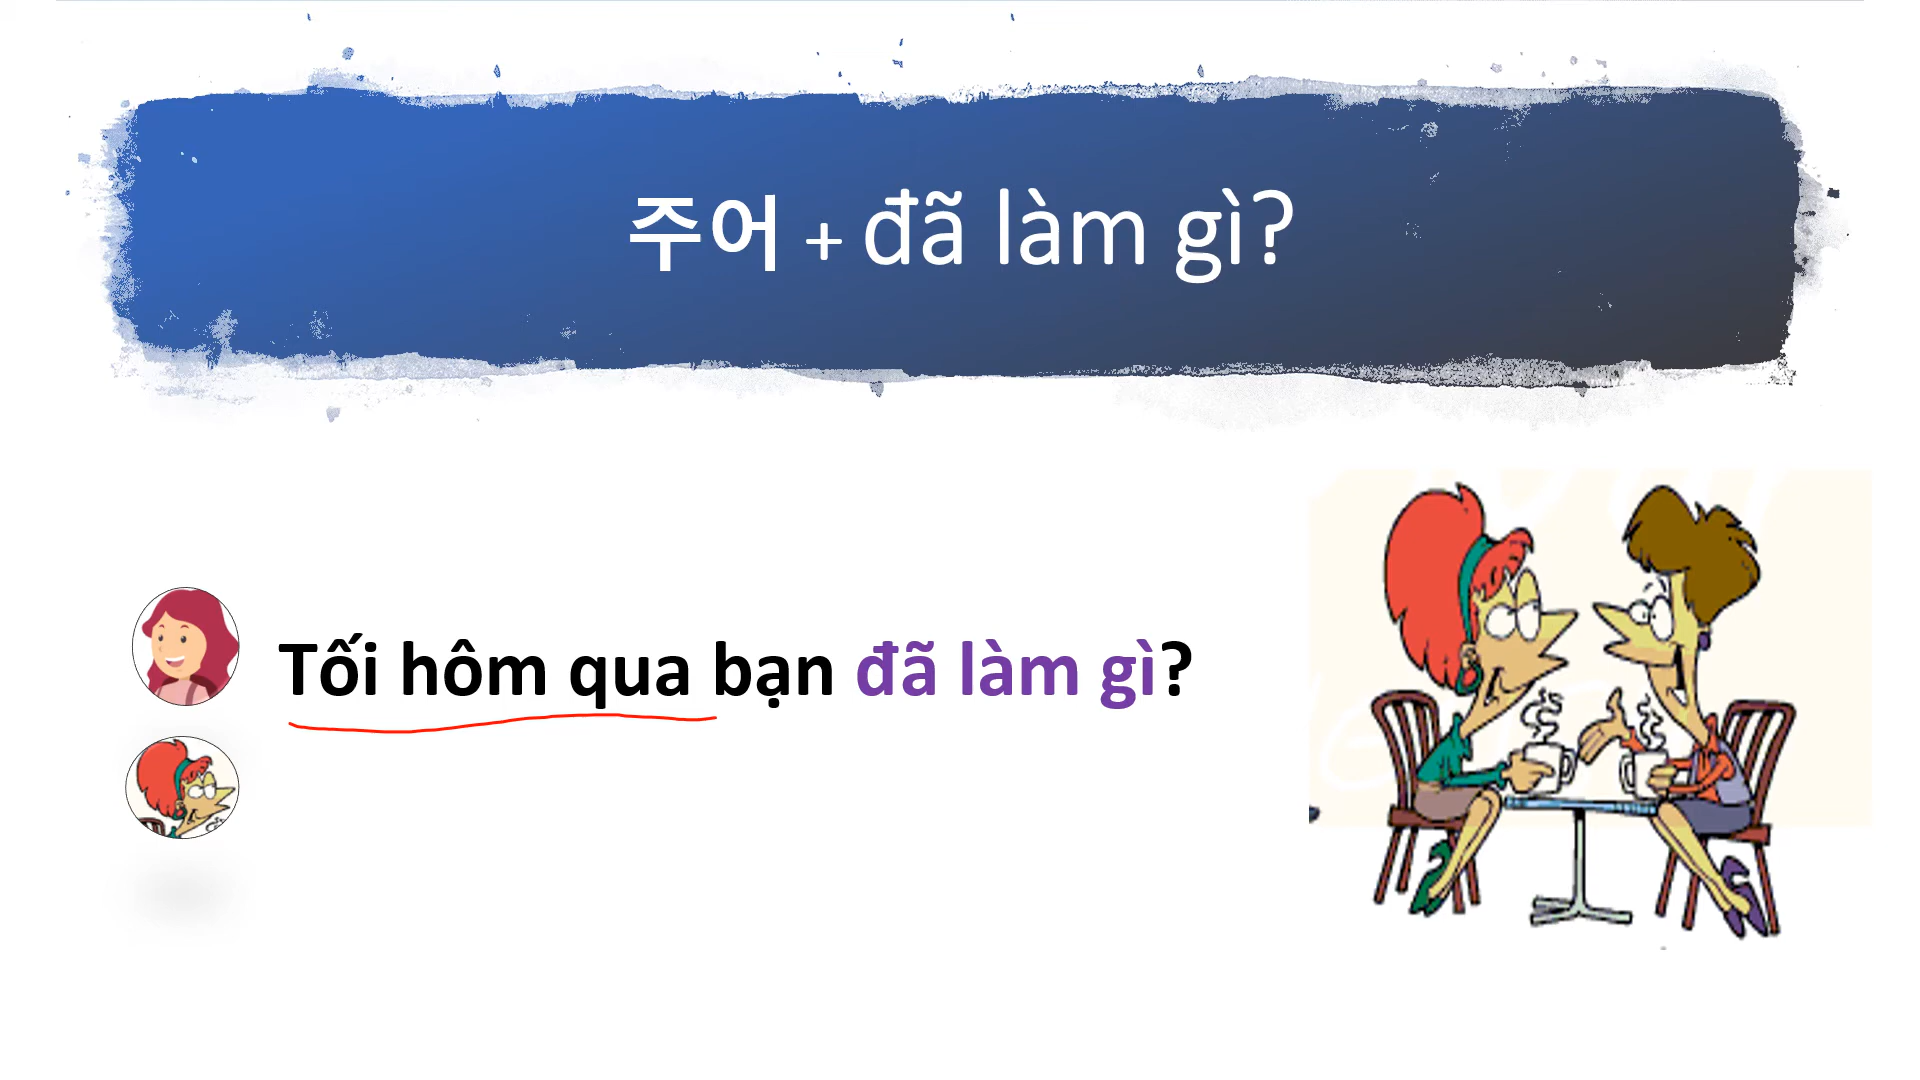 주어 + đã làm gì?
Tối hôm qua bạn đã làm gì?